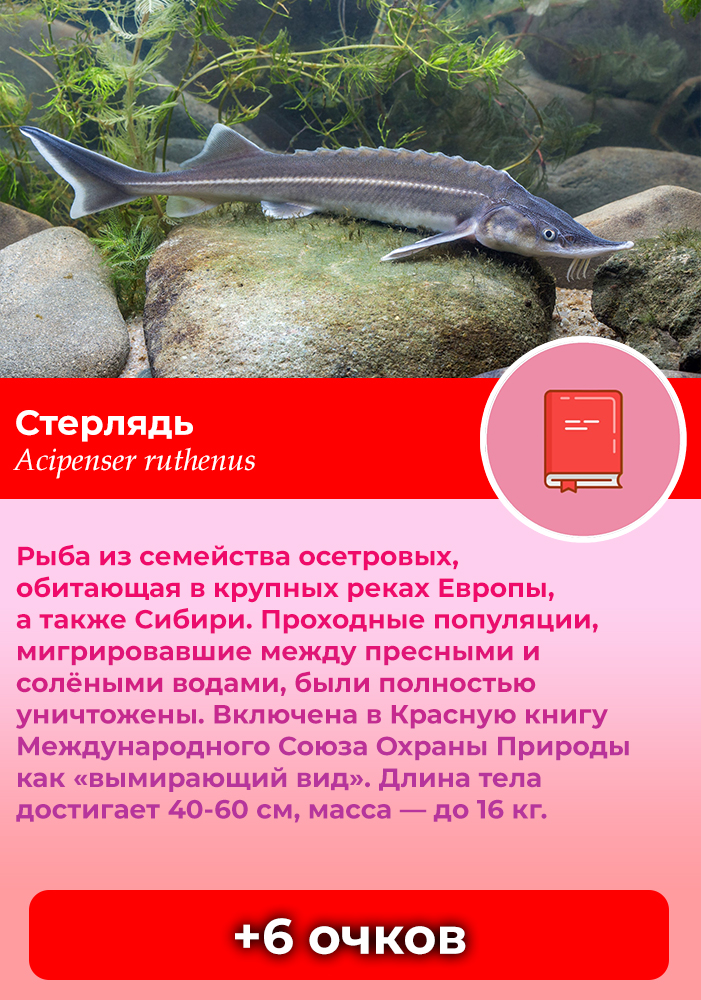 Стерлядь
Acipenser ruthenus
Рыба из семейства осетровых,
обитающая в крупных реках Европы,
а также Сибири. Проходные популяции,
мигрировавшие между пресными и
солёными водами, были полностью
уничтожены. Включена в Красную книгу
Международного Союза Охраны Природы
как «вымирающий вид». Длина тела
достигает 40-60 см, масса — до 16 кг.
+6 очков